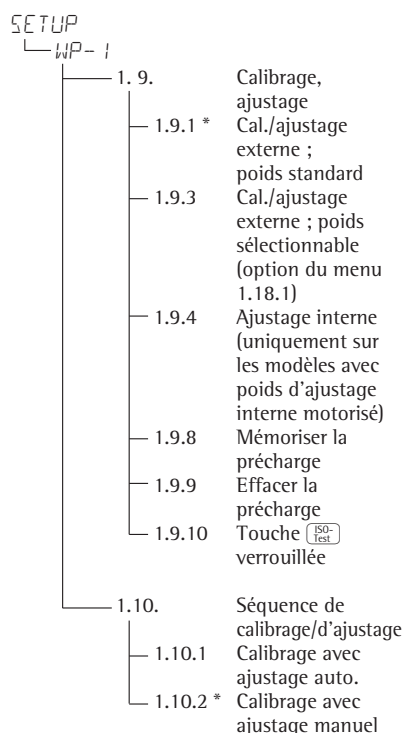 SETUP
WP-1
1. 9. Calibrage,
ajustage
1.9.1 * Cal./ajustage
externe ;
poids standard
1.9.3 Cal./ajustage
externe ; poids
sélectionnable
(option du menu
1.18.1)
1.9.4 Ajustage interne
(uniquement sur
les modèles avec
poids d'ajustage
interne motorisé)
1.9.8 Mémoriser la
précharge
1.9.9 Effacer la
précharge
1.9.10 Touche ISO-Test
verrouillée
1.10. Séquence de
calibrage/d'ajustage
1.10.1 Calibrage avec
ajustage auto.
1.10.2 * Calibrage avec
ajustage manuel